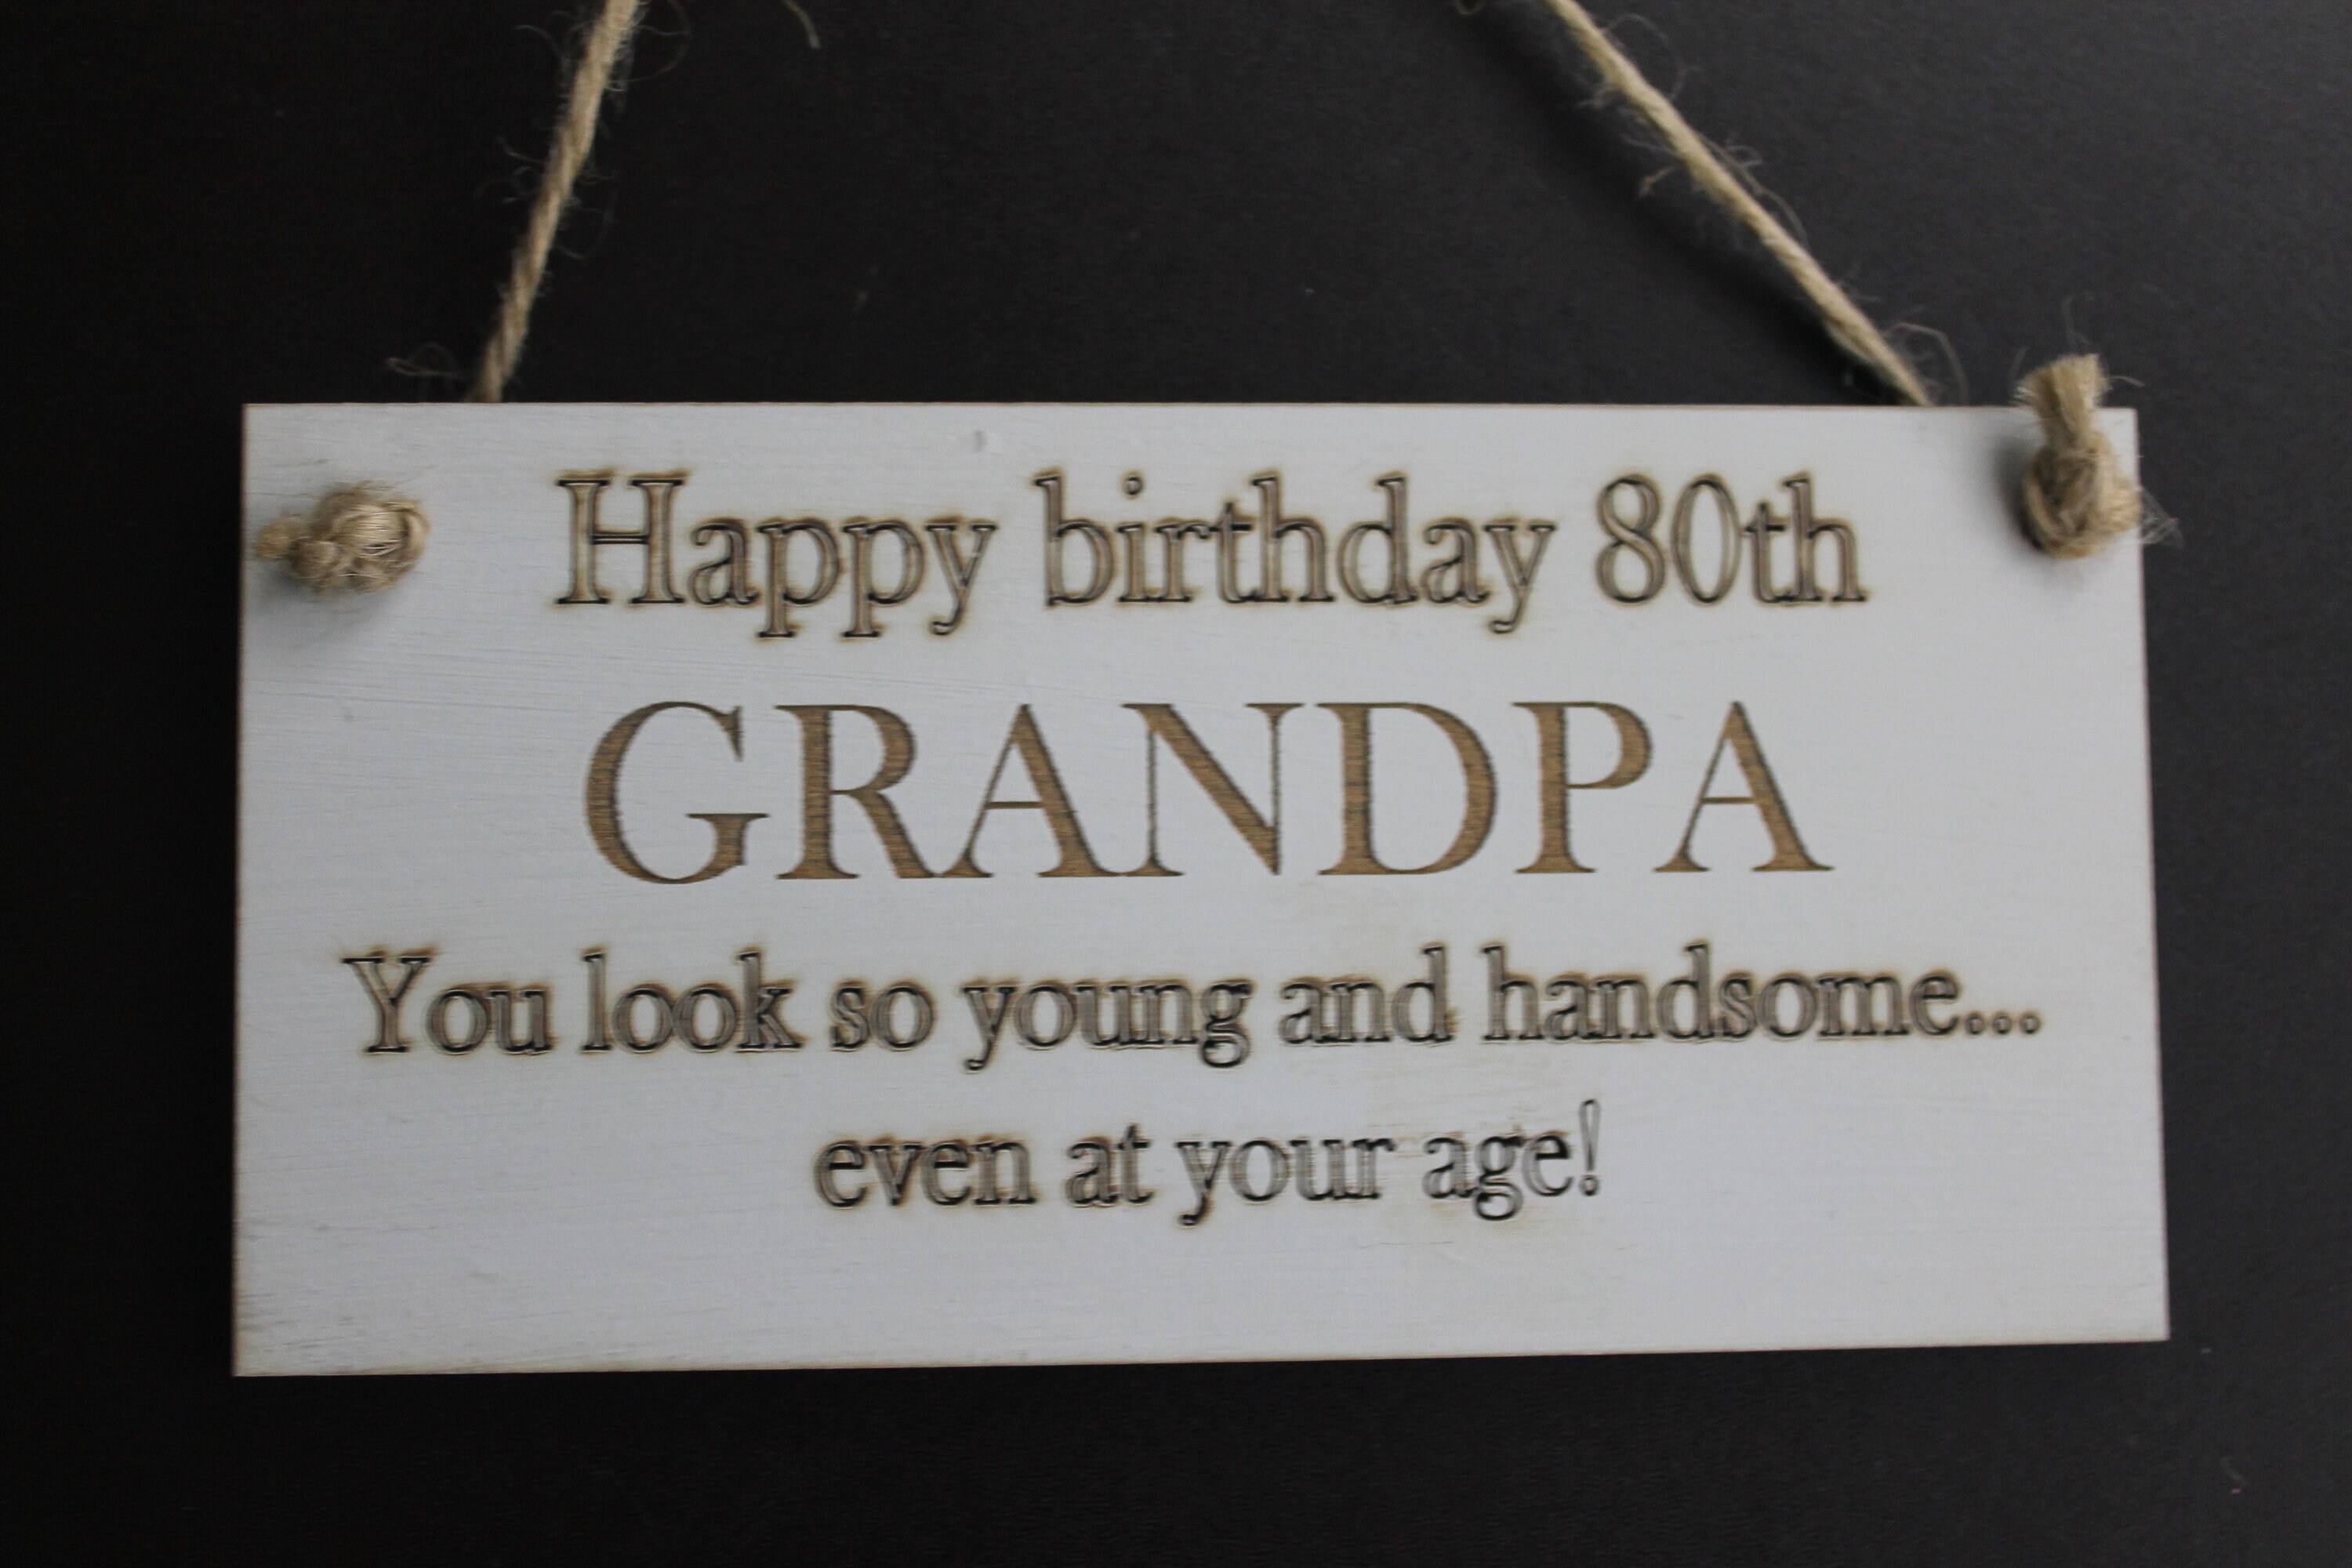 Happy birthday 80th
GRANDPA
You look so young and handsome...
even at your age!